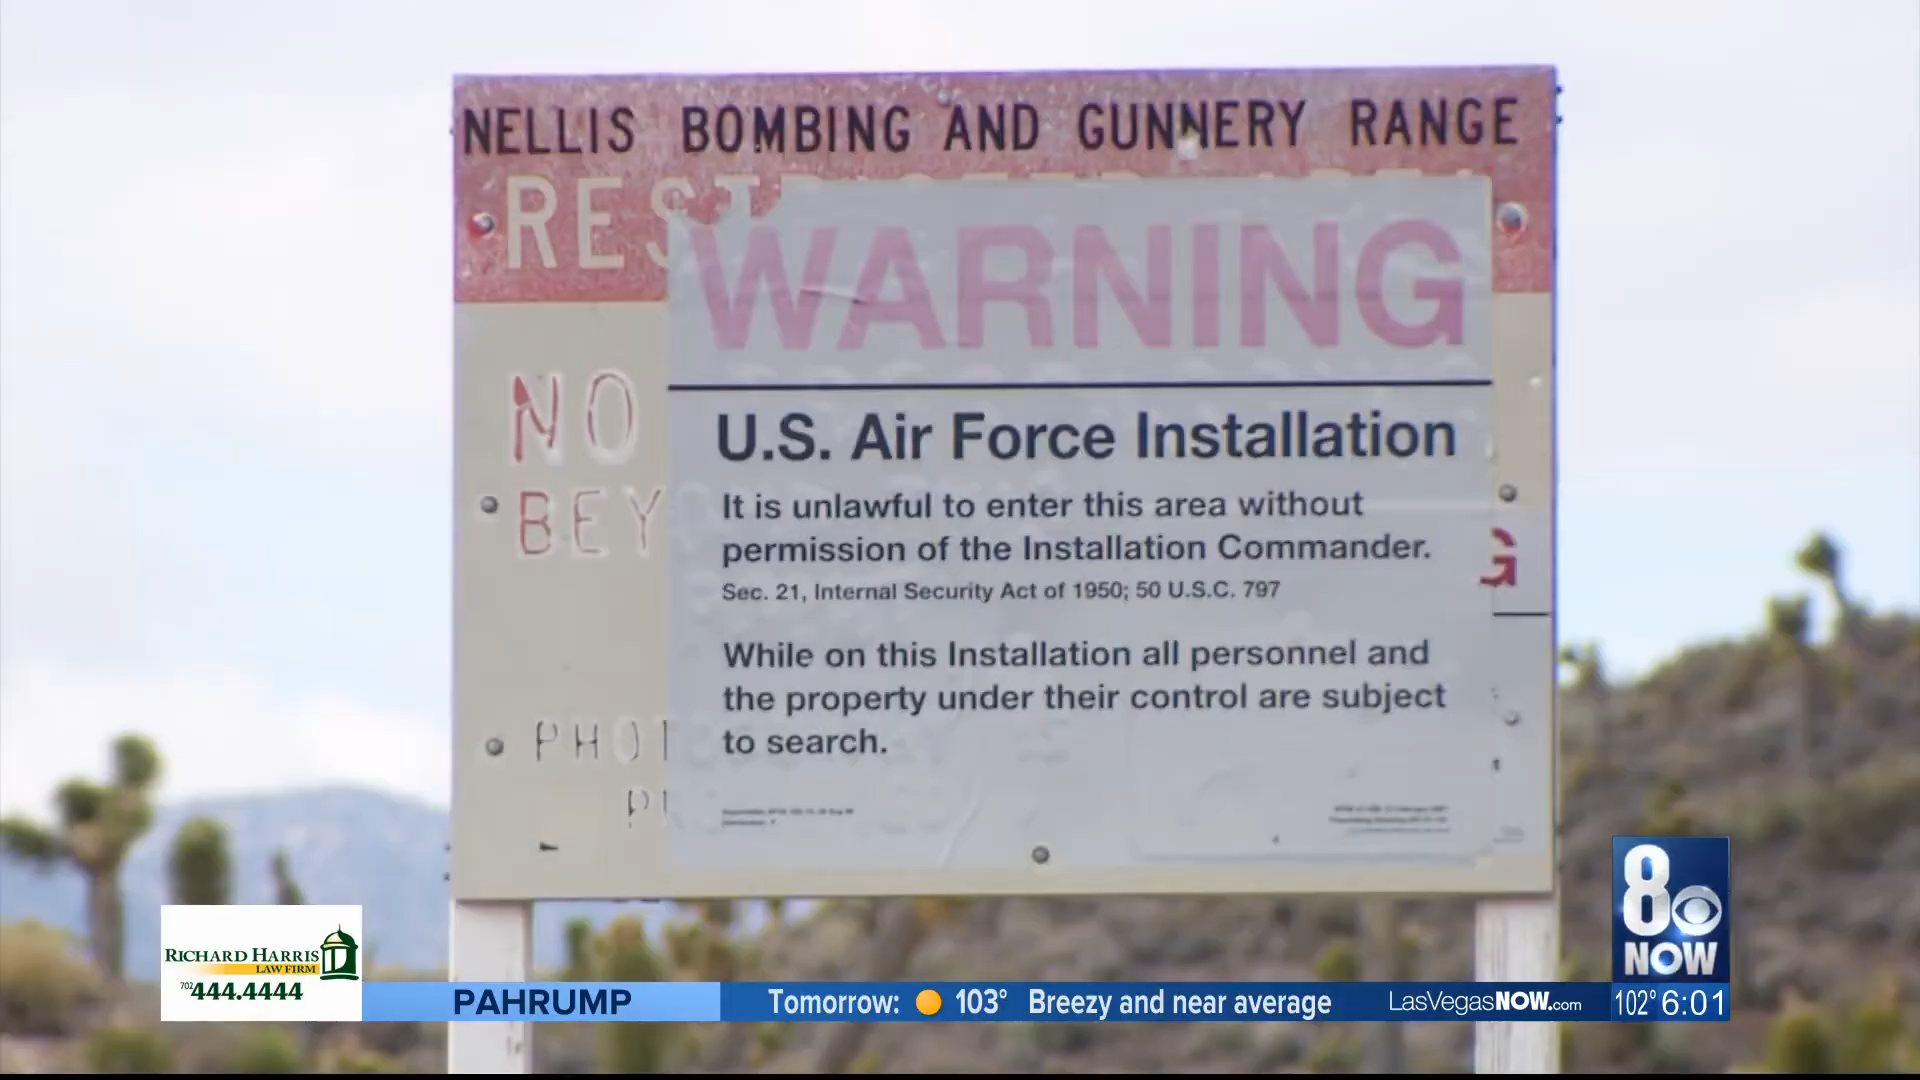 NELLIS BOMBING AND GUNNERY RANGE
WARNING
NO
U.S. Air Force Installation
It is unlawful to enter this area without
permission of the Installation Commander.
Sec. 21, Internal Security Act of 1950; 50 U.S.C. 797
While on this Installation all personnel and
the property under their control are subject
to search.
RICHARD HARRIS
LAW FIRM
702 444.4444
PAHRUMP
Tomorrow: 103° Breezy and near average
LasVegasNOW.com
8
NOW
102° 6:01